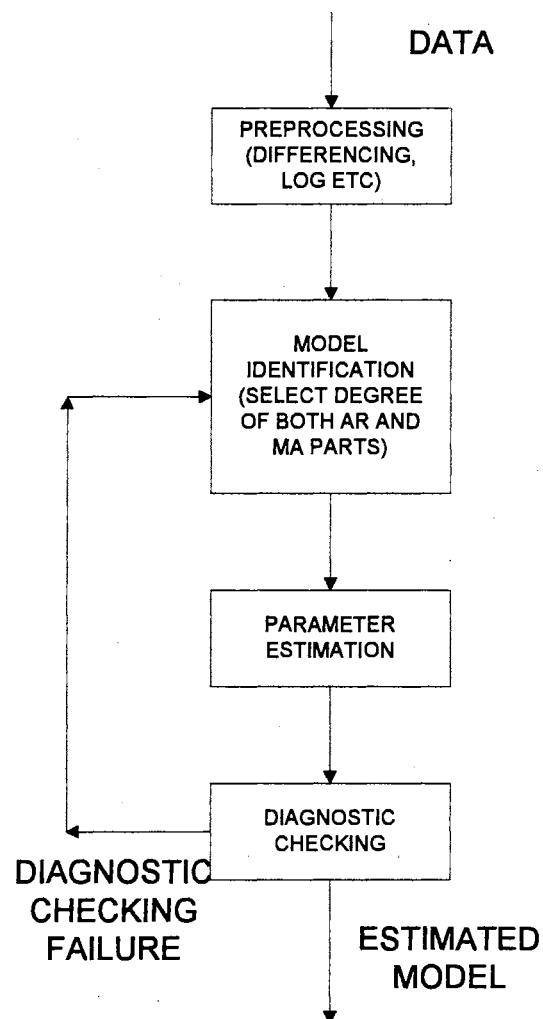 DATA
PREPROCESSING
(DIFFERENCING,
LOG ETC)
MODEL
IDENTIFICATION
(SELECT DEGREE
OF BOTH AR AND
MA PARTS)
PARAMETER
ESTIMATION
DIAGNOSTIC
CHECKING
DIAGNOSTIC
CHECKING
FAILURE
ESTIMATED
MODEL